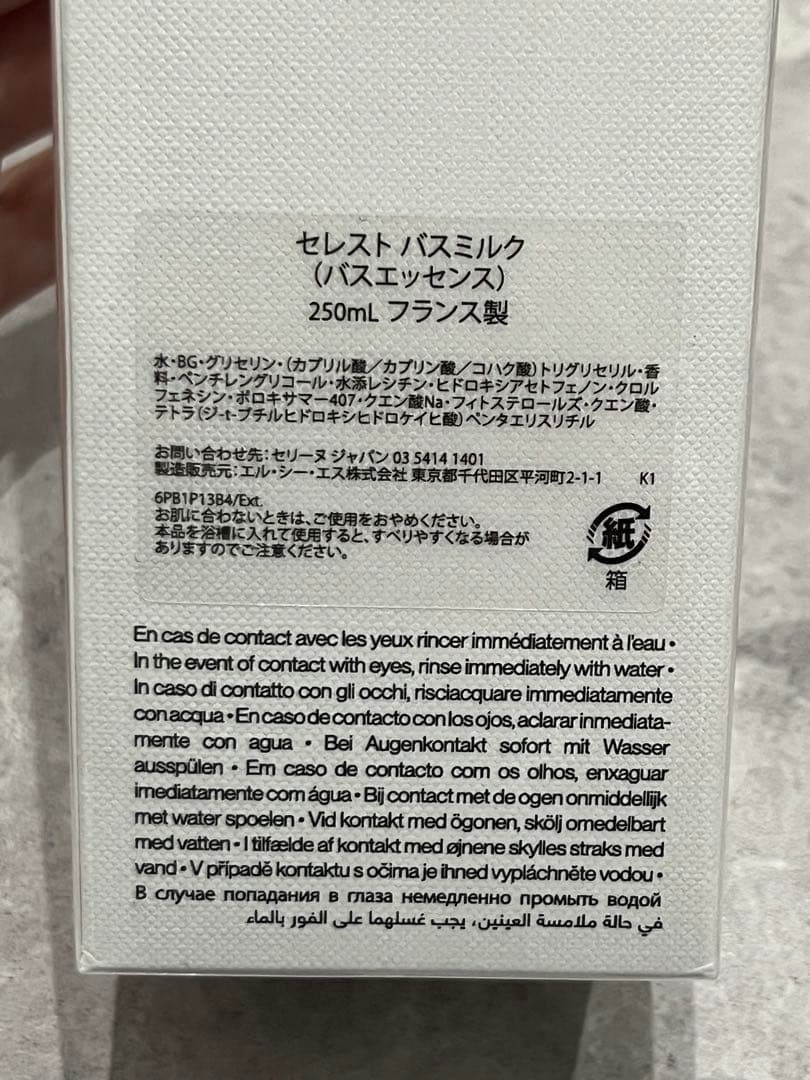 セレスト バスミルク
（バスエッセンス）
250mL フランス製
水・BG・グリセリン・（カプリル酸／カプリン酸／コハク酸）トリグリセリル・香
料・ペンチレングリコール・水添レシチン・ヒドロキシアセトフェノン・クロル
フェネシン・ポロキサマー407・クエン酸Na・フィトステロールズ・クエン酸・
テトラ（ジ-t-ブチルヒドロキシヒドロケイヒ酸）ペンタエリスリチル
お問い合わせ先：セリーヌ ジャパン 03 5414 1401
製造販売元：エル・シー・エス株式会社 東京都千代田区平河町2-1-1 K1
6PB1P13B4/Ext.
お肌に合わないときは、ご使用をおやめください。
本品を浴槽に入れて使用すると、すべりやすくなる場合が
ありますのでご注意ください。
紙
箱
En cas de contact avec les yeux rincer immédiatement à l'eau •
In the event of contact with eyes, rinse immediately with water •
In caso di contatto con gli occhi, risciacquare immediatamente
con acqua • En caso de contacto con los ojos, aclarar inmediata-
mente con agua • Bei Augenkontakt sofort mit Wasser
ausspülen • Em caso de contacto com os olhos, enxaguar
imediatamente com água • Bij contact met de ogen onmiddellijk
met water spoelen • Vid kontakt med ögonen, skölj omedelbart
med vatten • I tilfælde af kontakt med øjnene skylles straks med
vand • V případě kontaktu s očima je ihned vypláchněte vodou •
В случае попадания в глаза немедленно промыть водой
في حالة ملامسة العينين، يجب غسلهما على الفور بالماء